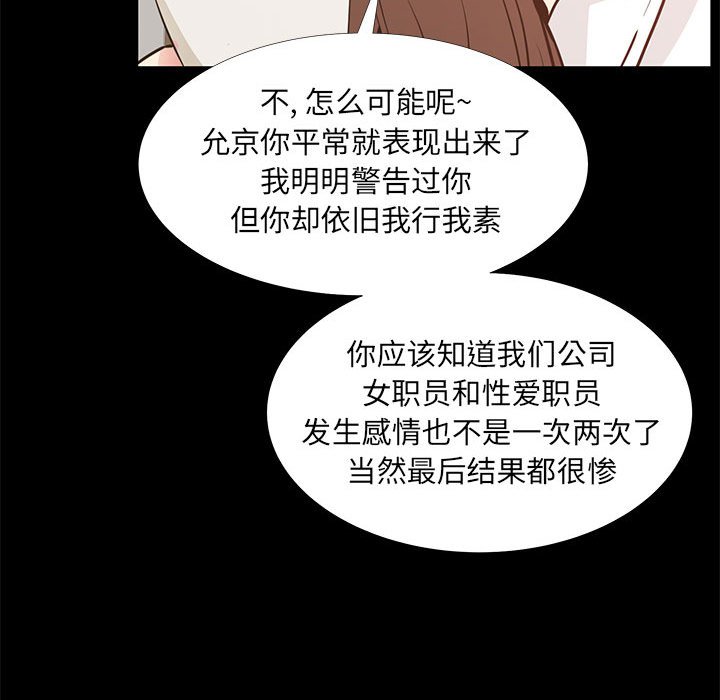 不, 怎么可能呢~
允京你平常就表现出来了
我明明警告过你
但你却依旧我行我素
你应该知道我们公司
女职员和性爱职员
发生感情也不是一次两次了
当然最后结果都很惨